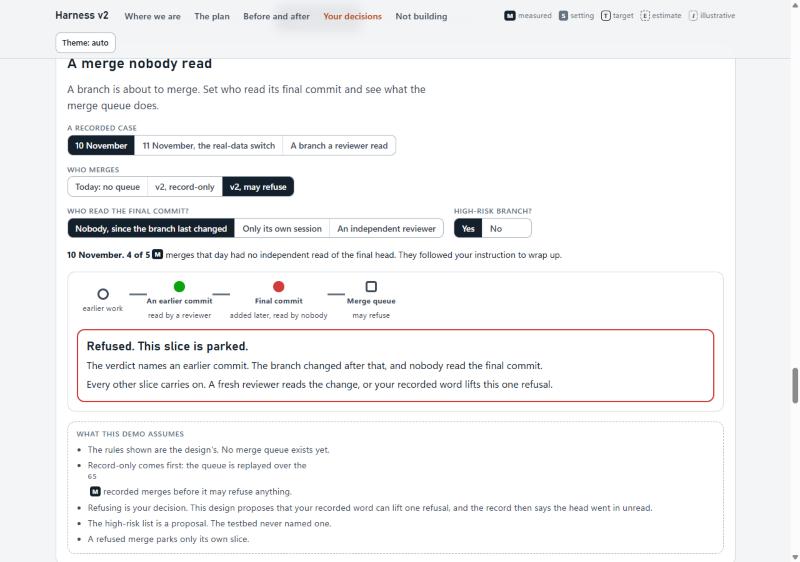 Harness v2 Where we are The plan Before and after Your decisions Not building M measured S setting T target E estimate i illustrative
Theme: auto
A merge nobody read
A branch is about to merge. Set who read its final commit and see what the
merge queue does.
A RECORDED CASE
10 November 11 November, the real-data switch A branch a reviewer read
WHO MERGES
Today: no queue v2, record-only v2, may refuse
WHO READ THE FINAL COMMIT? HIGH-RISK BRANCH?
Nobody, since the branch last changed Only its own session An independent reviewer Yes No
10 November. 4 of 5 M merges that day had no independent read of the final head. They followed your instruction to wrap up.
earlier work An earlier commit Final commit Merge queue
read by a reviewer added later, read by nobody may refuse
Refused. This slice is parked.
The verdict names an earlier commit. The branch changed after that, and nobody read the final commit.
Every other slice carries on. A fresh reviewer reads the change, or your recorded word lifts this one refusal.
WHAT THIS DEMO ASSUMES
• The rules shown are the design's. No merge queue exists yet.
• Record-only comes first: the queue is replayed over the
65
M recorded merges before it may refuse anything.
• Refusing is your decision. This design proposes that your recorded word can lift one refusal, and the record then says the head went in unread.
• The high-risk list is a proposal. The testbed never named one.
• A refused merge parks only its own slice.